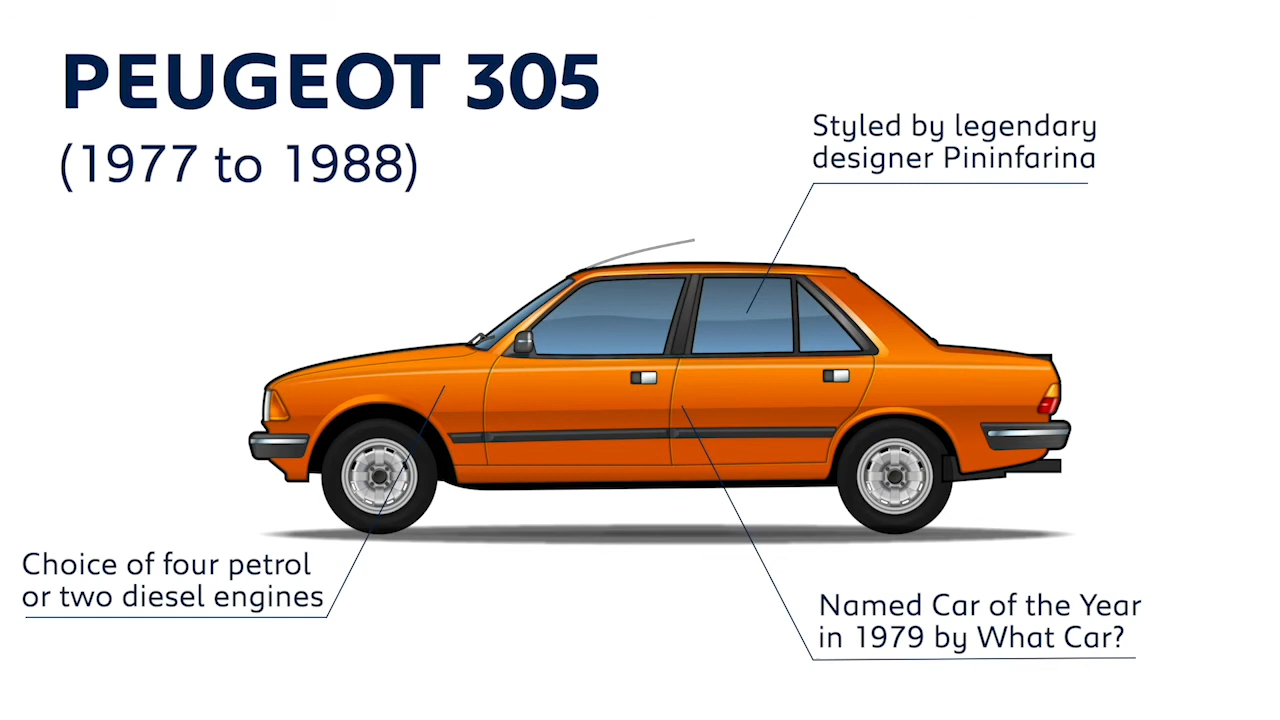 PEUGEOT 305
(1977 to 1988)
Styled by legendary
designer Pininfarina
Choice of four petrol
or two diesel engines
Named Car of the Year
in 1979 by What Car?